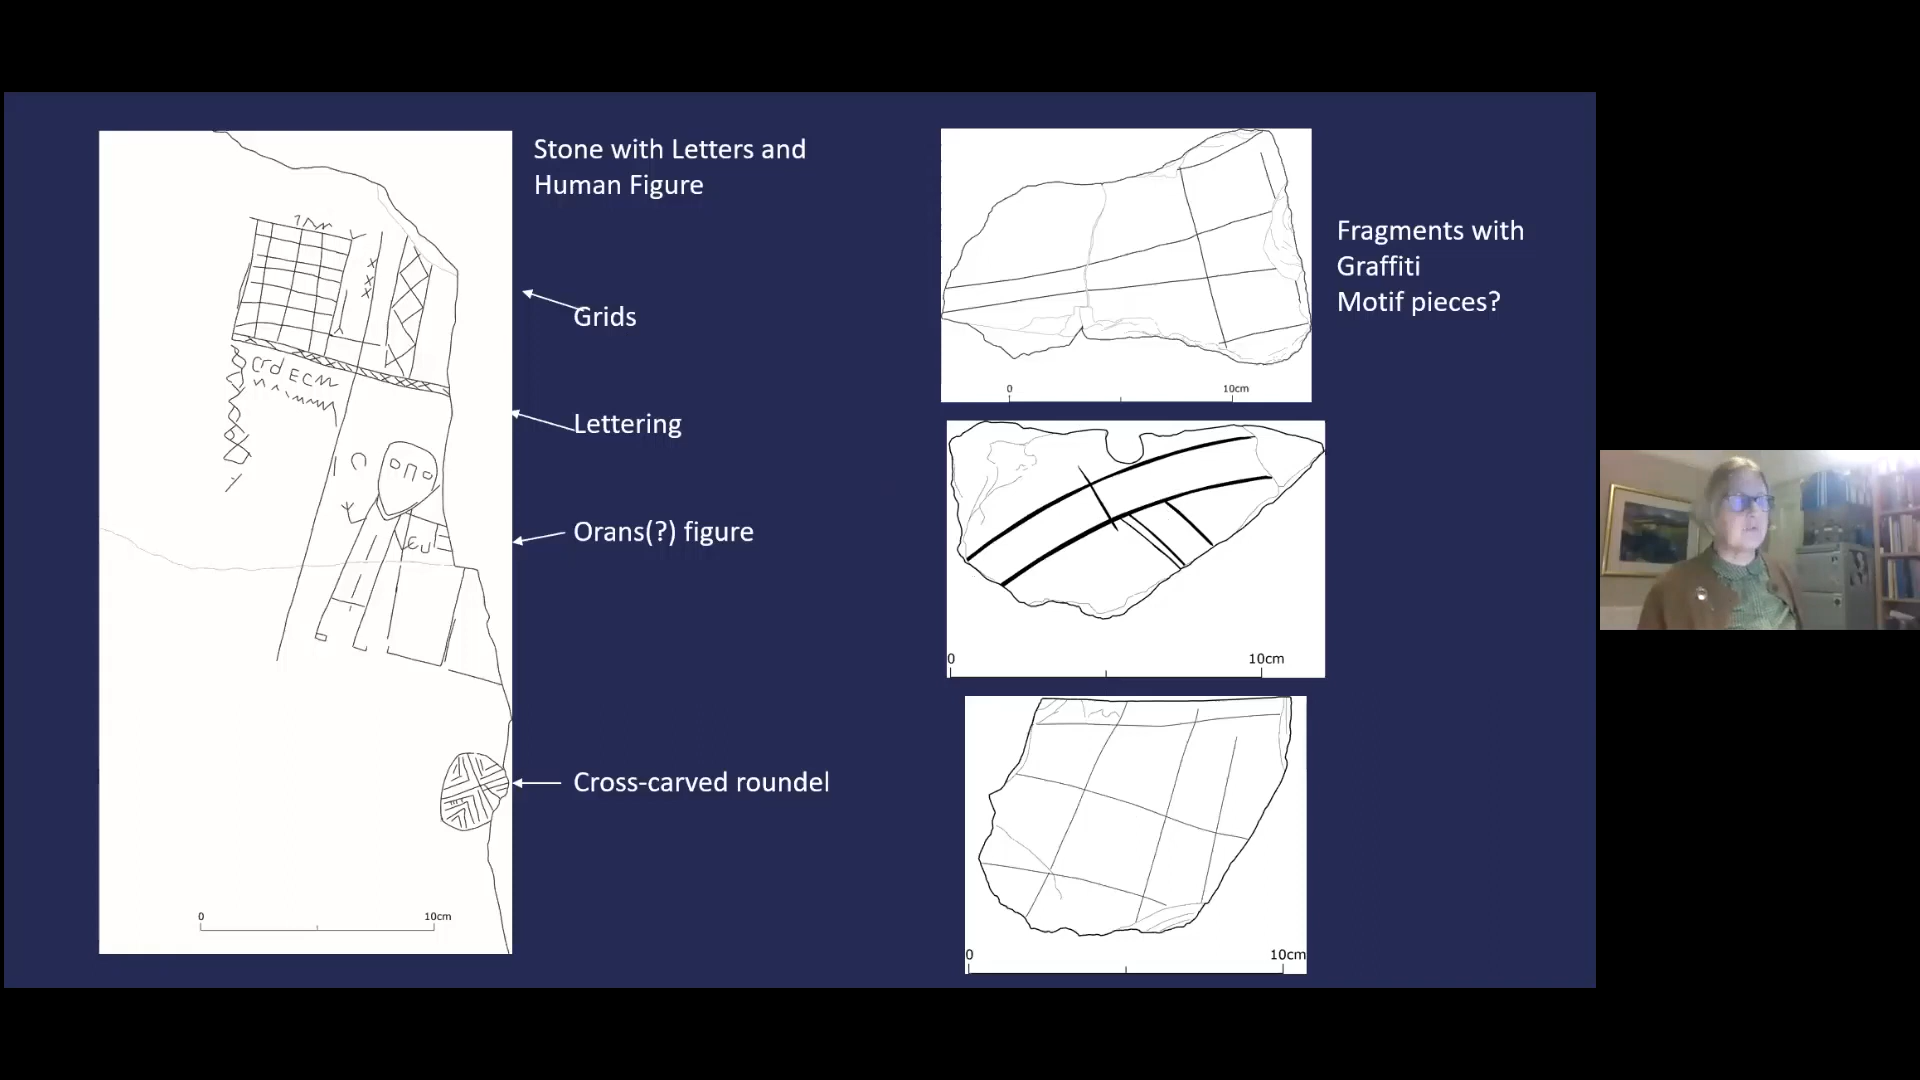 Stone with Letters and
Human Figure
Grids
Lettering
Orans(?) figure
Cross-carved roundel
0 10cm
Fragments with
Graffiti
Motif pieces?
0 10cm
0 10cm
0 10cm